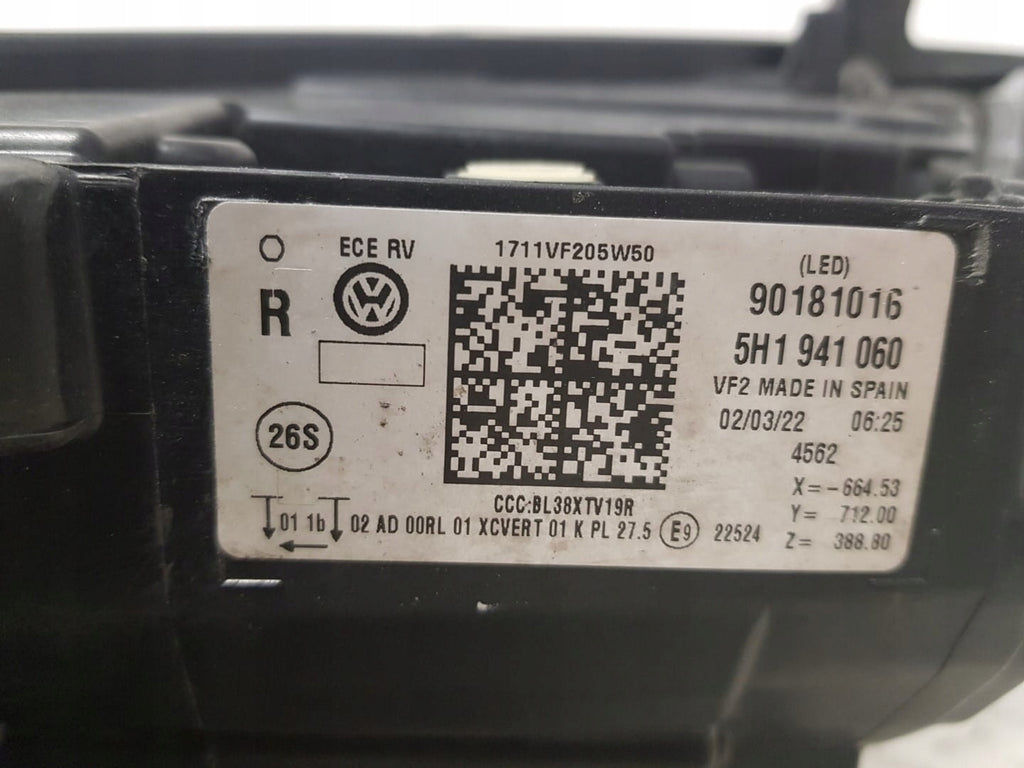 ECE RV
R
26S
01 1b 02 AD 00RL 01 XCVERT 01 K PL 27.5 E9 22524
1711VF205W50
CCC:BL38XTV19R
(LED)
90181016
5H1 941 060
VF2 MADE IN SPAIN
02/03/22 06:25
4562
X=-664.53
Y= 712.00
Z= 388.80